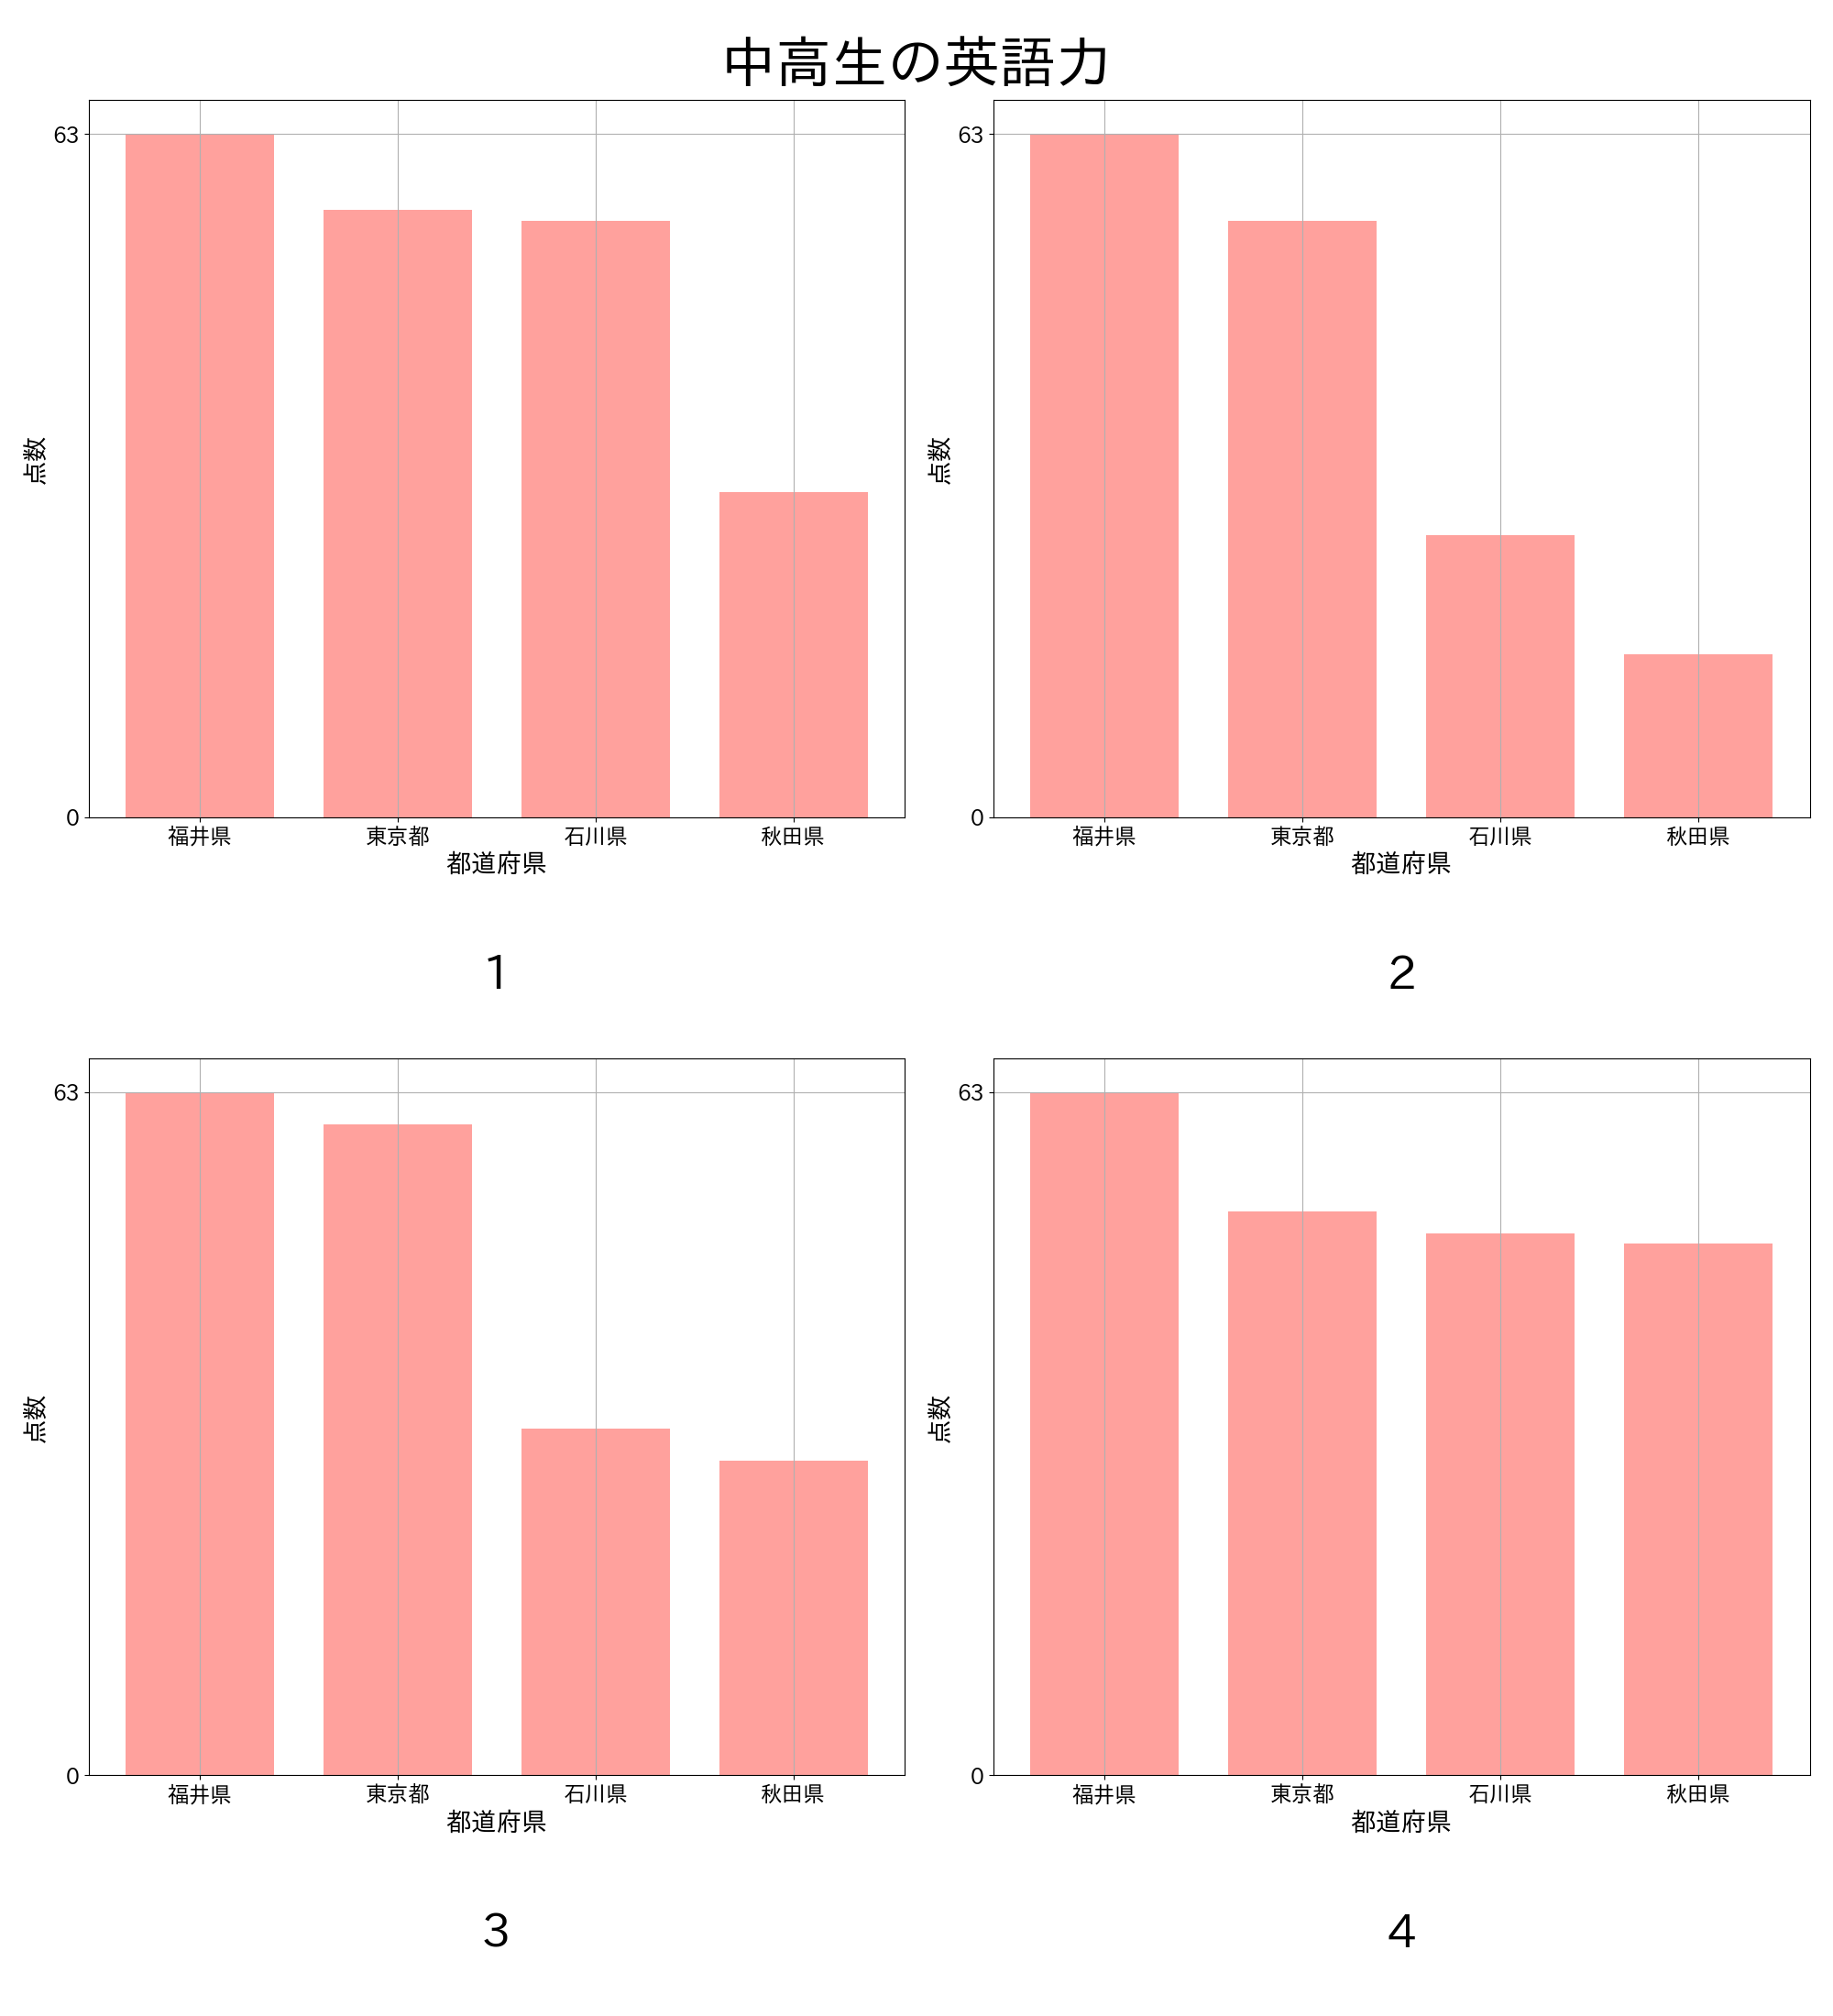 中高生の英語力
63
0
点数
福井県 東京都 石川県 秋田県
都道府県
1
63
0
点数
福井県 東京都 石川県 秋田県
都道府県
2
63
0
点数
福井県 東京都 石川県 秋田県
都道府県
3
63
0
点数
福井県 東京都 石川県 秋田県
都道府県
4